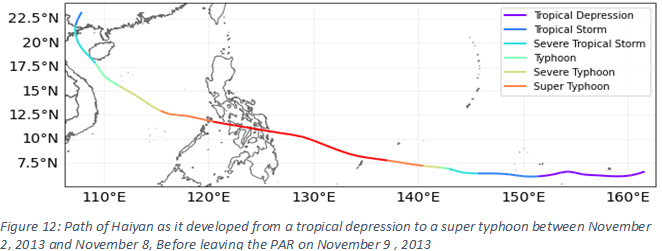 22.5°N
20°N
17.5°N
15°N
12.5°N
10°N
7.5°N
Tropical Depression
Tropical Storm
Severe Tropical Storm
Typhoon
Severe Typhoon
Super Typhoon
110°E 120°E 130°E 140°E 150°E 160°E
Figure 12: Path of Haiyan as it developed from a tropical depression to a super typhoon between November
2, 2013 and November 8, Before leaving the PAR on November 9 , 2013